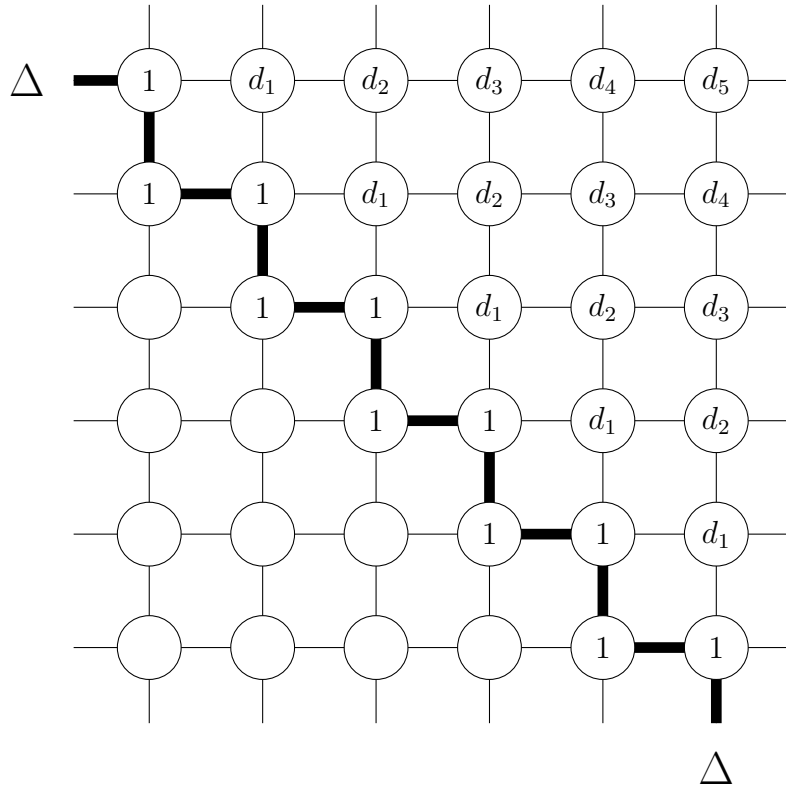 Δ 1 d₁ d₂ d₃ d₄ d₅
1 1 d₁ d₂ d₃ d₄
1 1 d₁ d₂ d₃
1 1 d₁ d₂
1 1 d₁
1 1
Δ